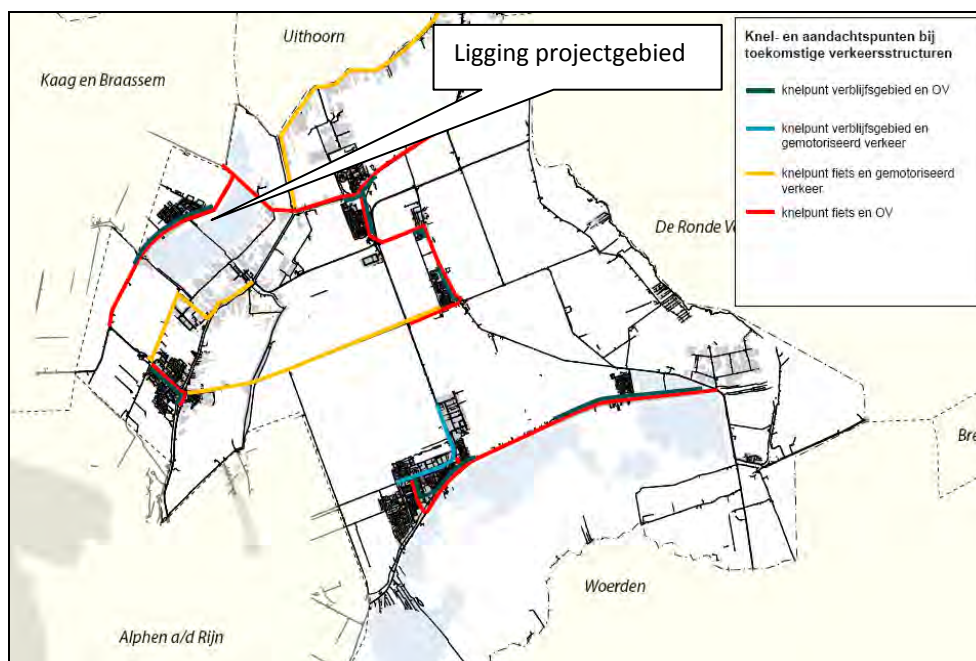 Uithoorn
Ligging projectgebied
Kaag en Braassem
De Ronde V
Bre
Woerden
Alphen a/d Rijn
Knel- en aandachtspunten bij
toekomstige verkeersstructuren
knelpunt verblijfsgebied en OV
knelpunt verblijfsgebied en
gemotoriseerd verkeer
knelpunt fiets en gemotoriseerd
verkeer
knelpunt fiets en OV